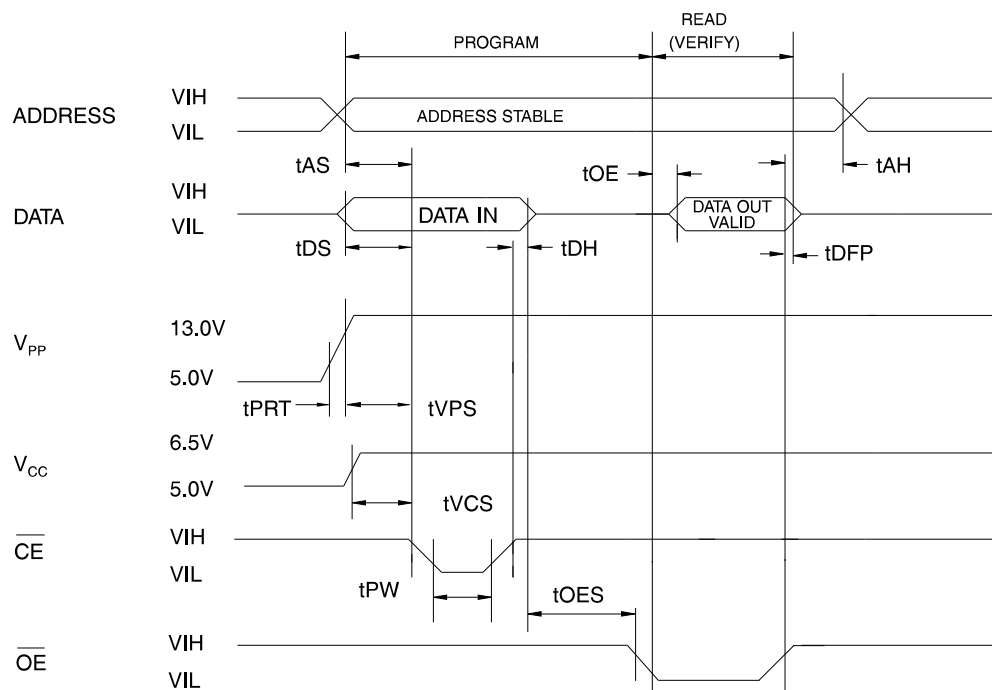 READ
(VERIFY)
PROGRAM
ADDRESS
VIH
VIL
ADDRESS STABLE
tAS
tOE
tAH
DATA
VIH
VIL
DATA IN
DATA OUT
VALID
tDS
tDH
tDFP
VPP
13.0V
5.0V
tPRT
tVPS
VCC
6.5V
5.0V
tVCS
CE
VIH
VIL
tPW
tOES
OE
VIH
VIL